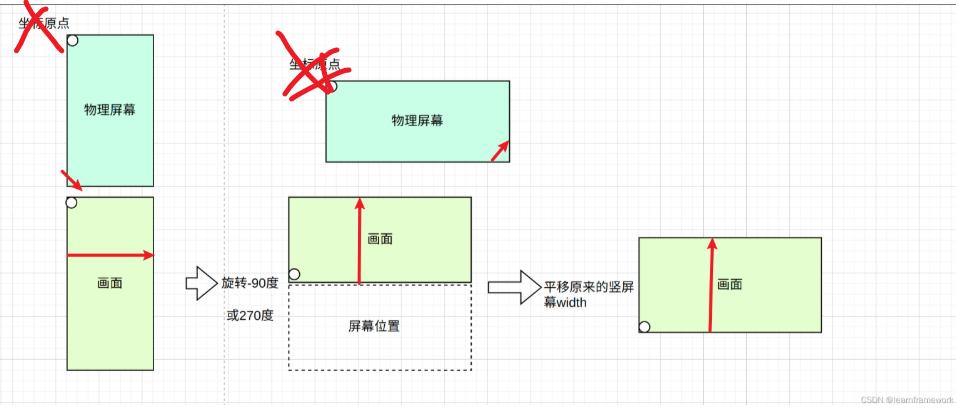 坐标原点
坐标原点
物理屏幕
物理屏幕
画面
画面
画面
旋转-90度
或270度
平移原来的竖屏
幕width
屏幕位置
CSDN @learnframework